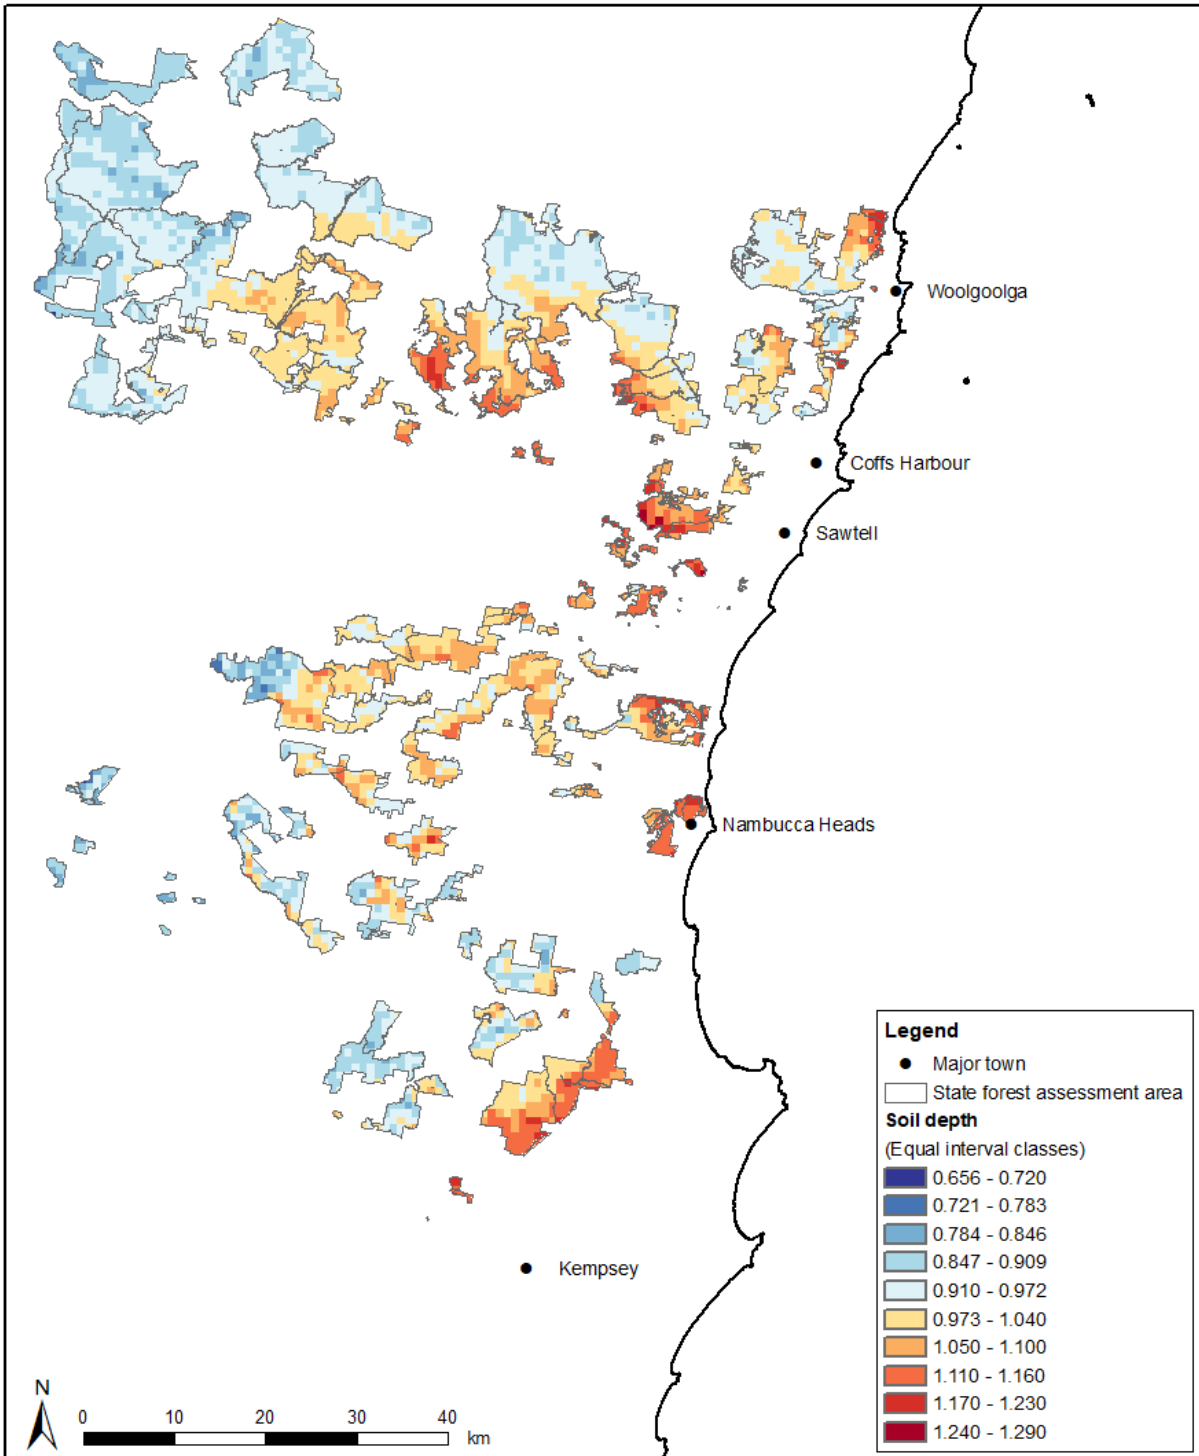 Woolgoolga
Coffs Harbour
Sawtell
Nambucca Heads
Legend
Major town
State forest assessment area
Soil depth
(Equal interval classes)
0.656 - 0.720
0.721 - 0.783
0.784 - 0.846
0.847 - 0.909
0.910 - 0.972
0.973 - 1.040
1.050 - 1.100
1.110 - 1.160
1.170 - 1.230
1.240 - 1.290
Kempsey
N
0 10 20 30 40
km